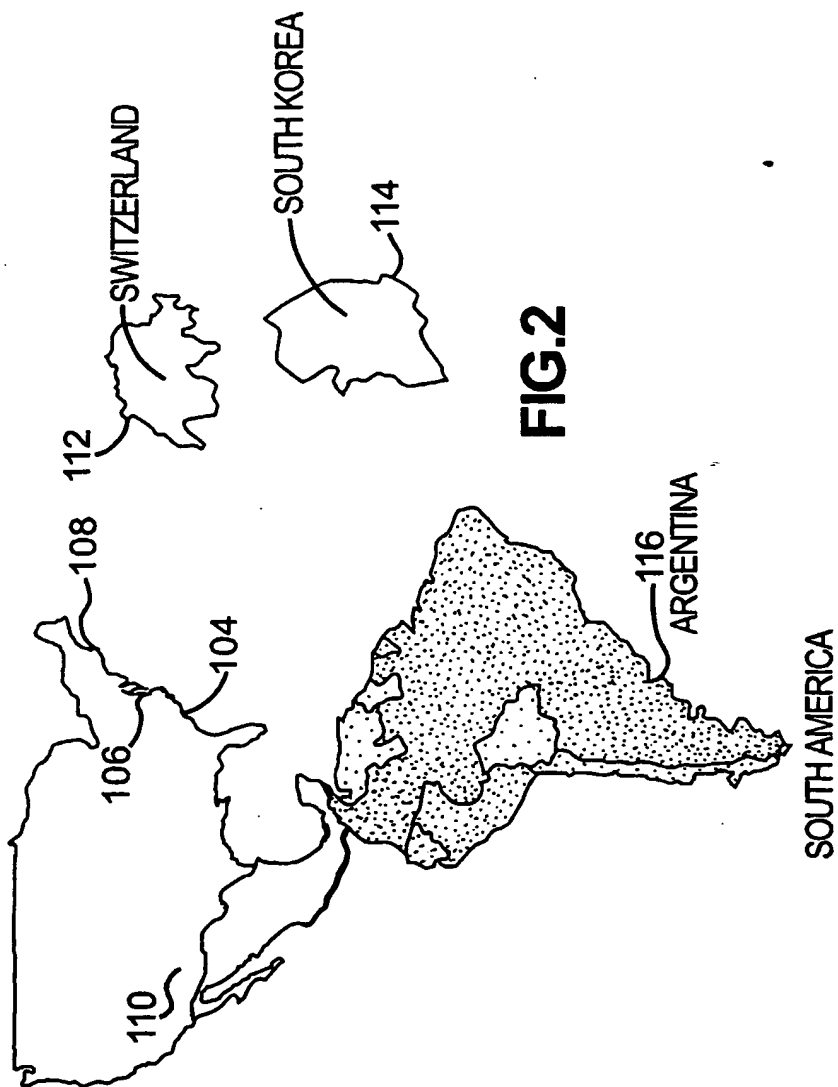 112
SWITZERLAND
SOUTH KOREA
114
108
106
104
110
FIG.2
116
ARGENTINA
SOUTH AMERICA